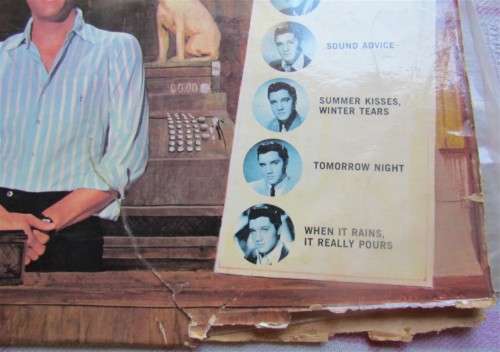 SOUND ADVICE
SUMMER KISSES,
WINTER TEARS
TOMORROW NIGHT
WHEN IT RAINS,
IT REALLY POURS